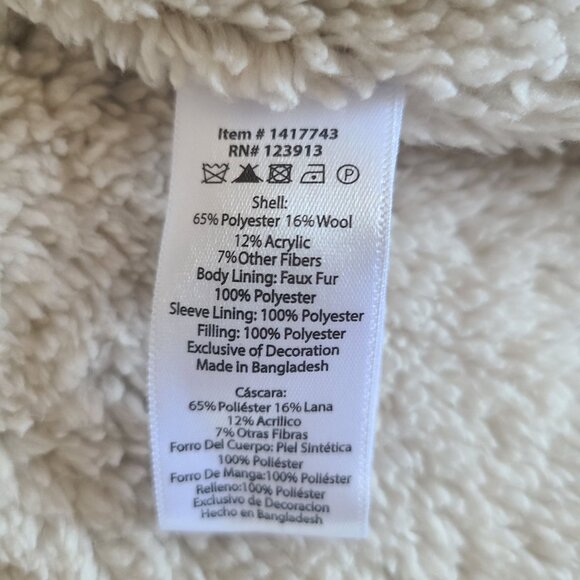 Item # 1417743
RN# 123913
P
Shell:
65% Polyester 16% Wool
12% Acrylic
7% Other Fibers
Body Lining: Faux Fur
100% Polyester
Sleeve Lining: 100% Polyester
Filling: 100% Polyester
Exclusive of Decoration
Made in Bangladesh
Cáscara:
65% Poliéster 16% Lana
12% Acrilico
7% Otras Fibras
Forro Del Cuerpo: Piel Sintética
100% Poliéster
Forro De Manga:100% Poliéster
Relleno:100% Poliéster
Exclusivo de Decoracion
Hecho en Bangladesh